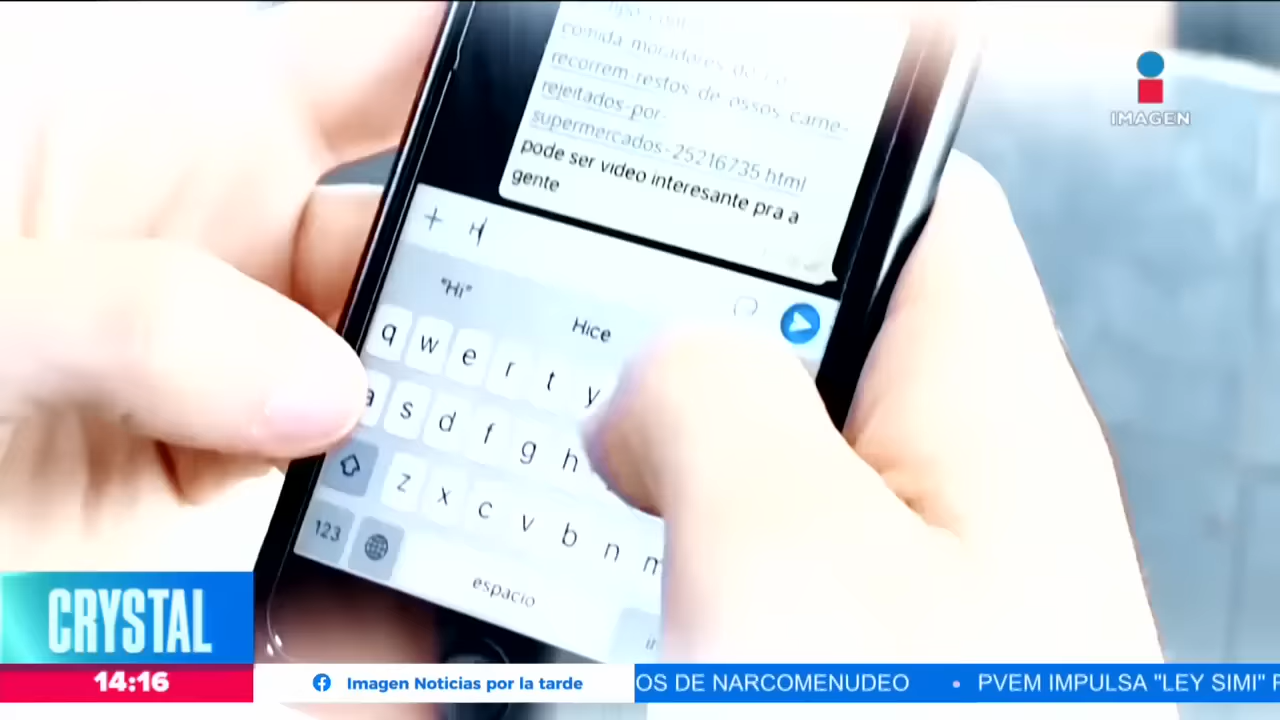 comida moradores de
recorrem-restos-de-ossos-carne-
rejeitados-por-
supermercados-25216735.html
pode ser video interesante pra a
gente
IMAGEN
+ H
"Hi"
Hice
q w e r t y
a s d f g h
z x c v b n m
123
espacio
CRYSTAL
14:16
Imagen Noticias por la tarde
OS DE NARCOMENUDEO • PVEM IMPULSA "LEY SIMI"